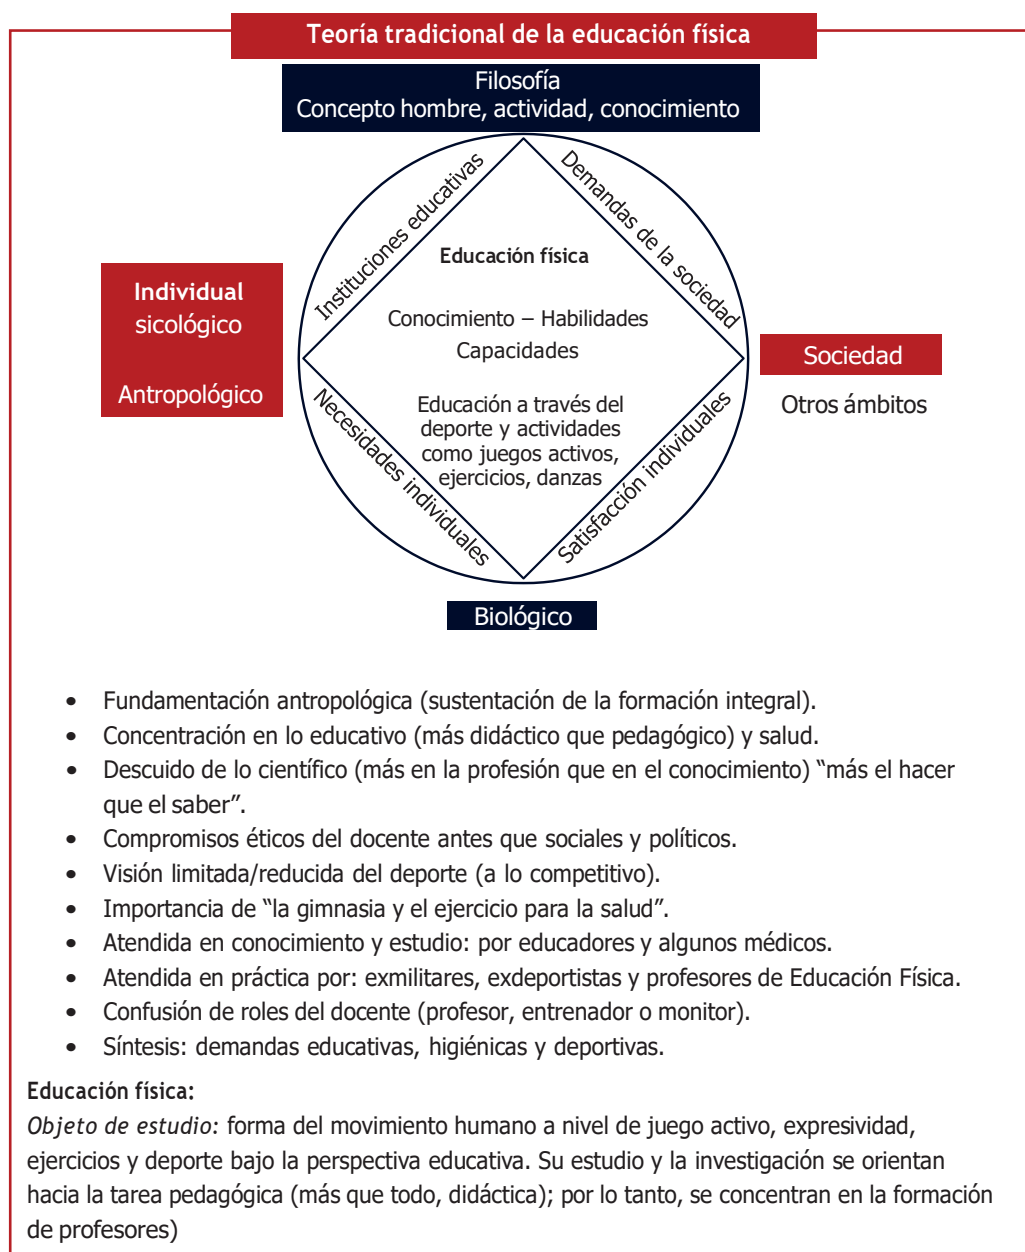 Teoría tradicional de la educación física
Filosofía
Concepto hombre, actividad, conocimiento
Instituciones educativas
Demandas de la sociedad
Educación física
Individual
sicológico
Antropológico
Conocimiento – Habilidades
Capacidades
Sociedad
Otros ámbitos
Educación a través del
deporte y actividades
como juegos activos,
ejercicios, danzas
Necesidades individuales
Satisfacción individuales
Biológico
• Fundamentación antropológica (sustentación de la formación integral).
• Concentración en lo educativo (más didáctico que pedagógico) y salud.
• Descuido de lo científico (más en la profesión que en el conocimiento) “más el hacer
que el saber”.
• Compromisos éticos del docente antes que sociales y políticos.
• Visión limitada/reducida del deporte (a lo competitivo).
• Importancia de “la gimnasia y el ejercicio para la salud”.
• Atendida en conocimiento y estudio: por educadores y algunos médicos.
• Atendida en práctica por: exmilitares, exdeportistas y profesores de Educación Física.
• Confusión de roles del docente (profesor, entrenador o monitor).
• Síntesis: demandas educativas, higiénicas y deportivas.
Educación física:
Objeto de estudio: forma del movimiento humano a nivel de juego activo, expresividad,
ejercicios y deporte bajo la perspectiva educativa. Su estudio y la investigación se orientan
hacia la tarea pedagógica (más que todo, didáctica); por lo tanto, se concentran en la formación
de profesores)